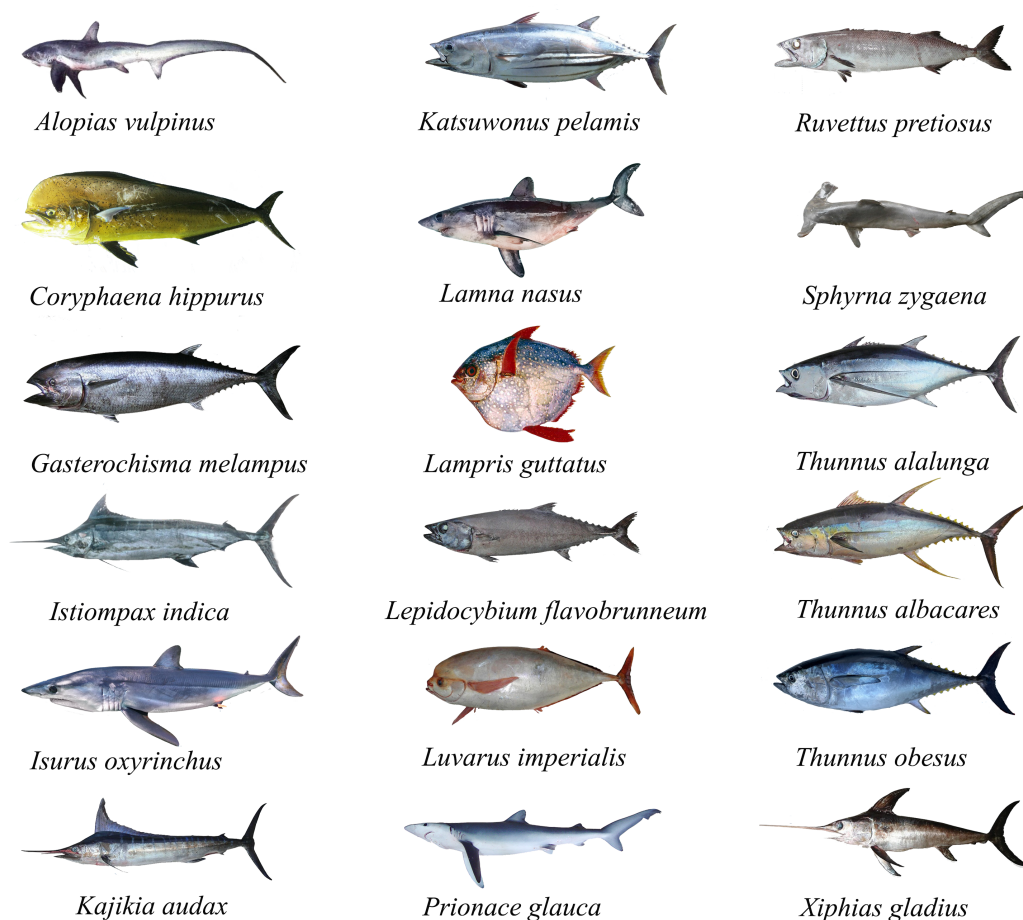 Alopias vulpinus
Katsuwonus pelamis
Ruvettus pretiosus
Coryphaena hippurus
Lamna nasus
Sphyrna zygaena
Gasterochisma melampus
Lampris guttatus
Thunnus alalunga
Istiompax indica
Lepidocybium flavobrunneum
Thunnus albacares
Isurus oxyrinchus
Luvarus imperialis
Thunnus obesus
Kajikia audax
Prionace glauca
Xiphias gladius